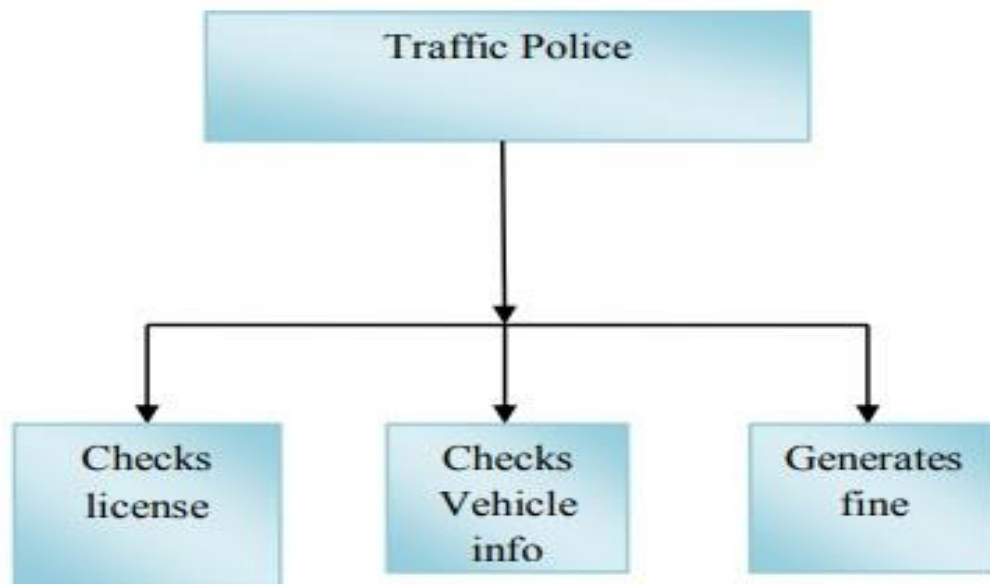 Traffic Police
Checks
license
Checks
Vehicle
info
Generates
fine